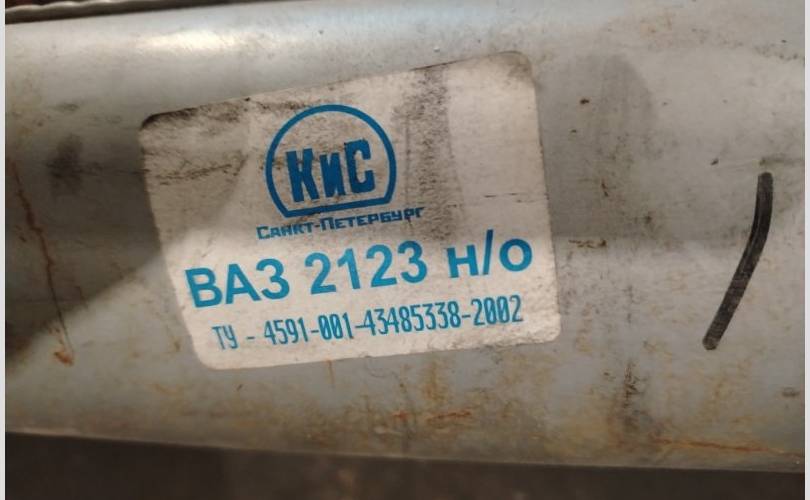 КиС
Санкт-Петербург
ВАЗ 2123 н/о
ТУ - 4591-001-43485338-2002